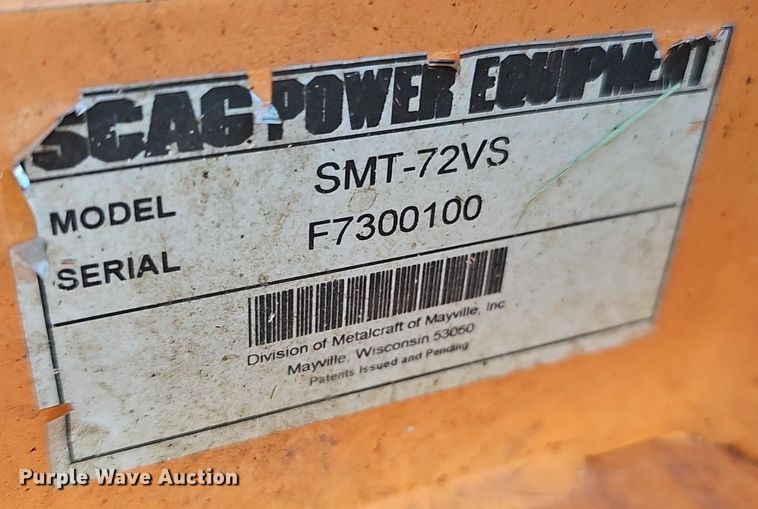 SCAG POWER EQUIPMENT
MODEL SMT-72VS
SERIAL F7300100
Division of Metalcraft of Mayville, Inc.
Mayville, Wisconsin 53050
Patents Issued and Pending
Purple Wave Auction